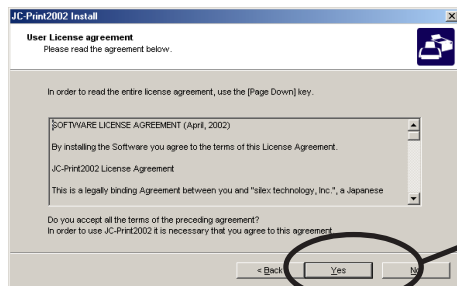 JC-Print2002 Install
User License agreement
Please read the agreement below.
In order to read the entire license agreement, use the [Page Down] key.
SOFTWARE LICENSE AGREEMENT (April, 2002)
By installing the Software you agree to the terms of this License Agreement.
JC-Print2002 License Agreement
This is a legally binding Agreement between you and "silex technology, Inc.", a Japanese
Do you accept all the terms of the preceding agreement?
In order to use JC-Print2002 it is necessary that you agree to this agreement
< Back
Yes
No